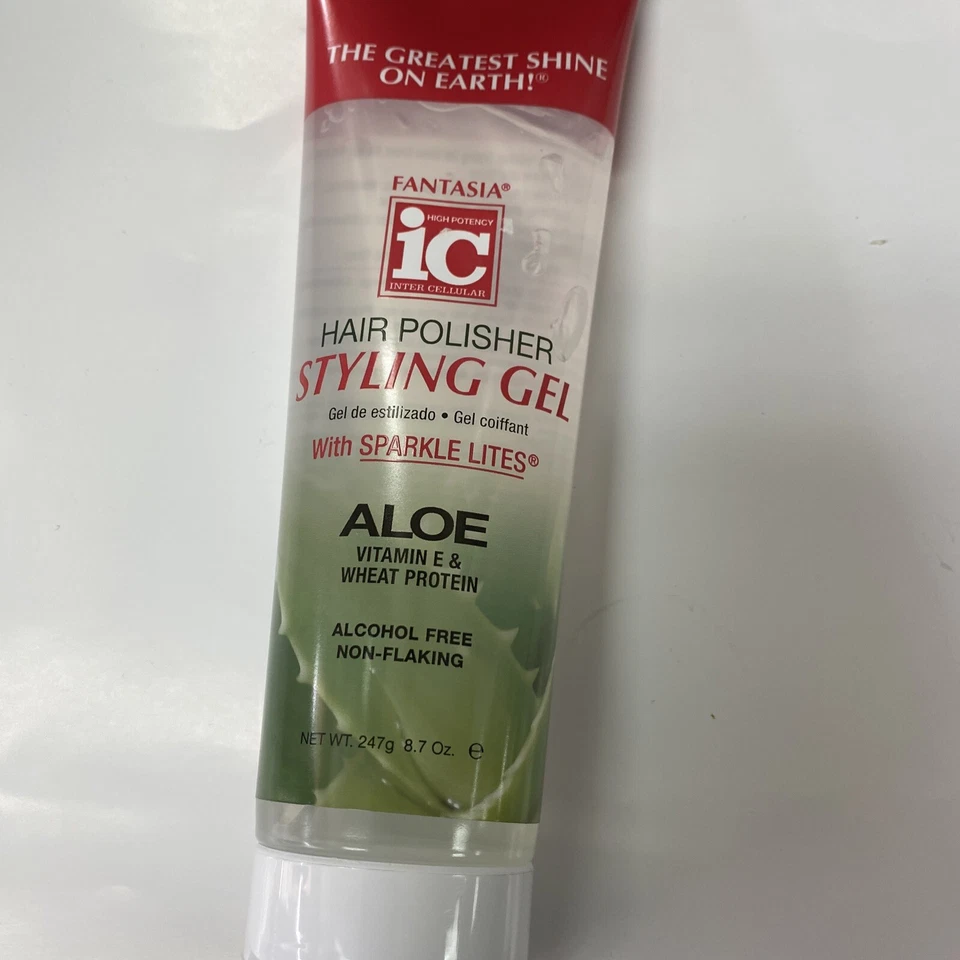 THE GREATEST SHINE
ON EARTH!®
FANTASIA®
HIGH POTENCY
iC
INTER CELLULAR
HAIR POLISHER
STYLING GEL
Gel de estilizado • Gel coiffant
With SPARKLE LITES®
ALOE
VITAMIN E &
WHEAT PROTEIN
ALCOHOL FREE
NON-FLAKING
NET WT. 247g 8.7 Oz. ℮